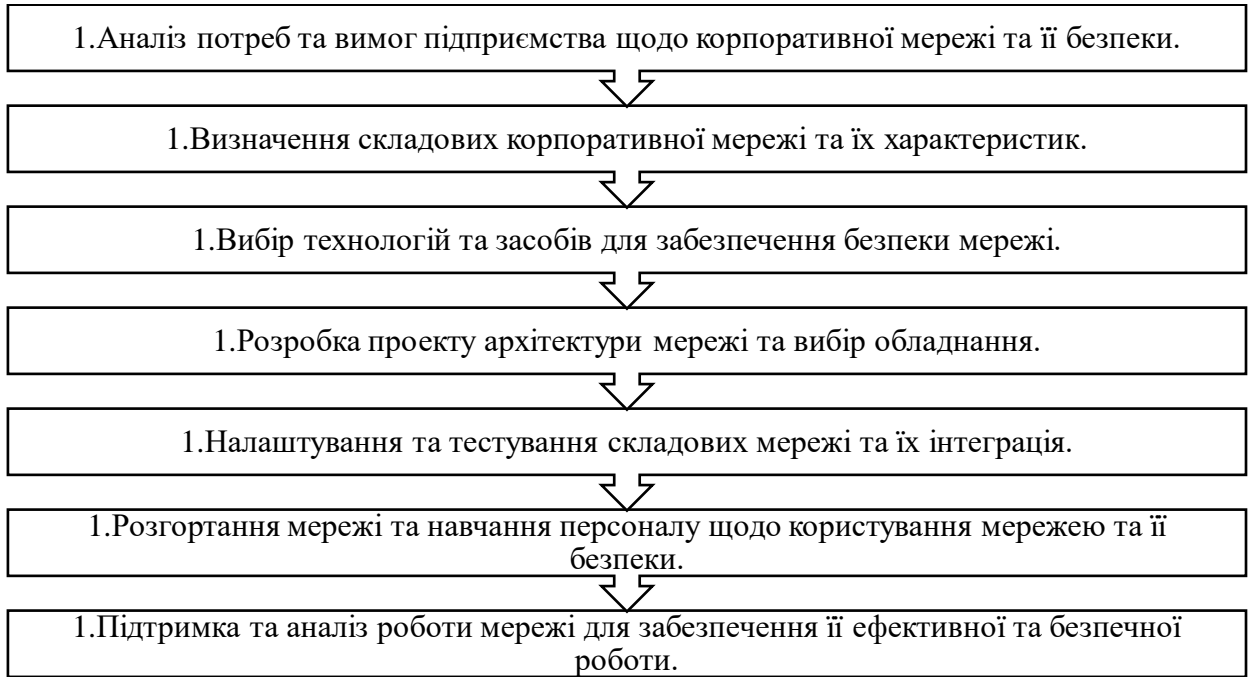 1.Аналіз потреб та вимог підприємства щодо корпоративної мережі та її безпеки.
1.Визначення складових корпоративної мережі та їх характеристик.
1.Вибір технологій та засобів для забезпечення безпеки мережі.
1.Розробка проекту архітектури мережі та вибір обладнання.
1.Налаштування та тестування складових мережі та їх інтеграція.
1.Розгортання мережі та навчання персоналу щодо користування мережею та її
безпеки.
1.Підтримка та аналіз роботи мережі для забезпечення її ефективної та безпечної
роботи.